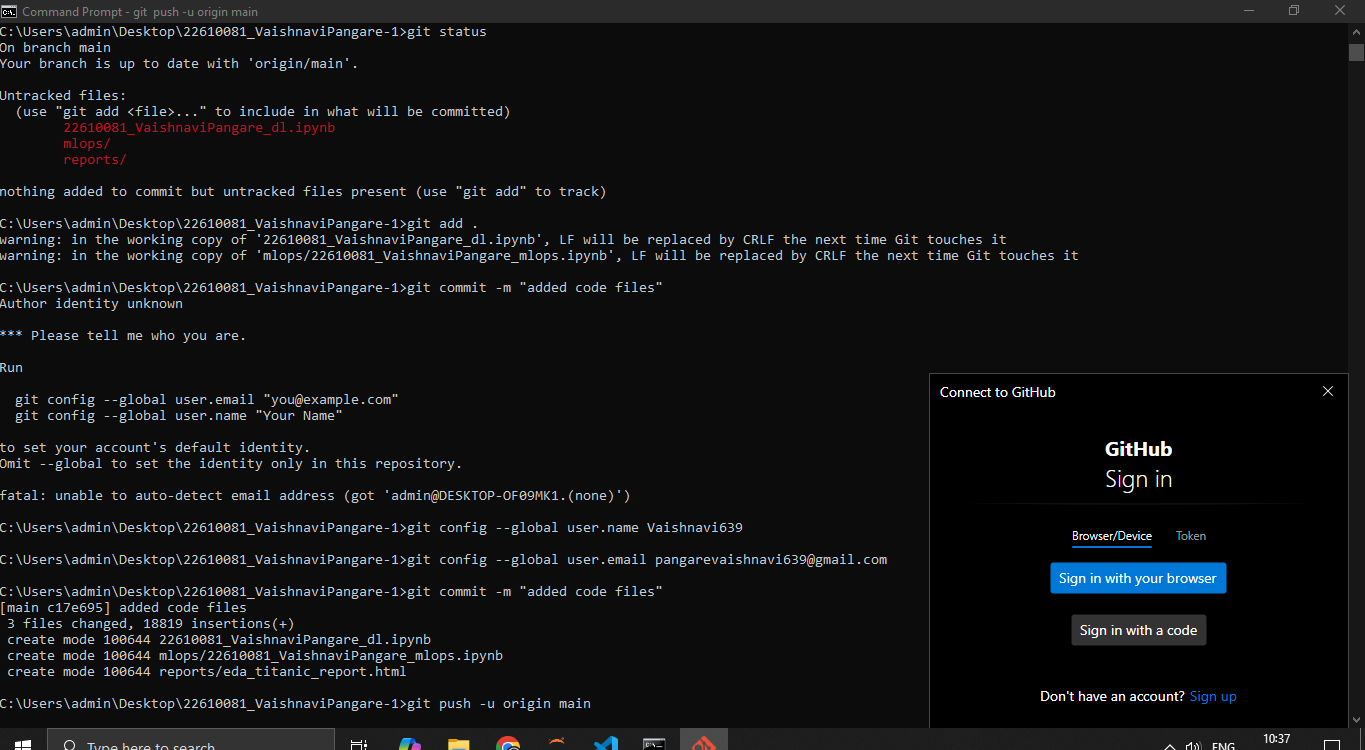 Command Prompt - git  push -u origin main
C:\Users\admin\Desktop\22610081_VaishnaviPangare-1>git status
On branch main
Your branch is up to date with 'origin/main'.
Untracked files:
  (use "git add <file>..." to include in what will be committed)
        22610081_VaishnaviPangare_dl.ipynb
        mlops/
        reports/
nothing added to commit but untracked files present (use "git add" to track)
C:\Users\admin\Desktop\22610081_VaishnaviPangare-1>git add .
warning: in the working copy of '22610081_VaishnaviPangare_dl.ipynb', LF will be replaced by CRLF the next time Git touches it
warning: in the working copy of 'mlops/22610081_VaishnaviPangare_mlops.ipynb', LF will be replaced by CRLF the next time Git touches it
C:\Users\admin\Desktop\22610081_VaishnaviPangare-1>git commit -m "added code files"
Author identity unknown
*** Please tell me who you are.
Run
  git config --global user.email "you@example.com"
  git config --global user.name "Your Name"
to set your account's default identity.
Omit --global to set the identity only in this repository.
fatal: unable to auto-detect email address (got 'admin@DESKTOP-OF09MK1.(none)')
C:\Users\admin\Desktop\22610081_VaishnaviPangare-1>git config --global user.name Vaishnavi639
C:\Users\admin\Desktop\22610081_VaishnaviPangare-1>git config --global user.email pangarevaishnavi639@gmail.com
C:\Users\admin\Desktop\22610081_VaishnaviPangare-1>git commit -m "added code files"
[main c17e695] added code files
 3 files changed, 18819 insertions(+)
 create mode 100644 22610081_VaishnaviPangare_dl.ipynb
 create mode 100644 mlops/22610081_VaishnaviPangare_mlops.ipynb
 create mode 100644 reports/eda_titanic_report.html
C:\Users\admin\Desktop\22610081_VaishnaviPangare-1>git push -u origin main
Connect to GitHub
GitHub
Sign in
Browser/Device Token
Sign in with your browser
Sign in with a code
Don't have an account? Sign up
Type here to search
ENG
10:37